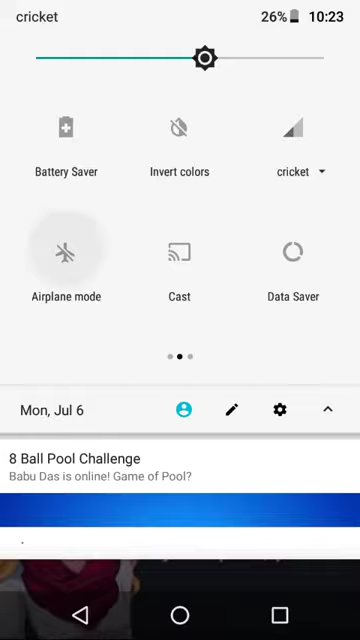 cricket 26% 10:23
Battery Saver Invert colors cricket
Airplane mode Cast Data Saver
Mon, Jul 6
8 Ball Pool Challenge
Babu Das is online! Game of Pool?